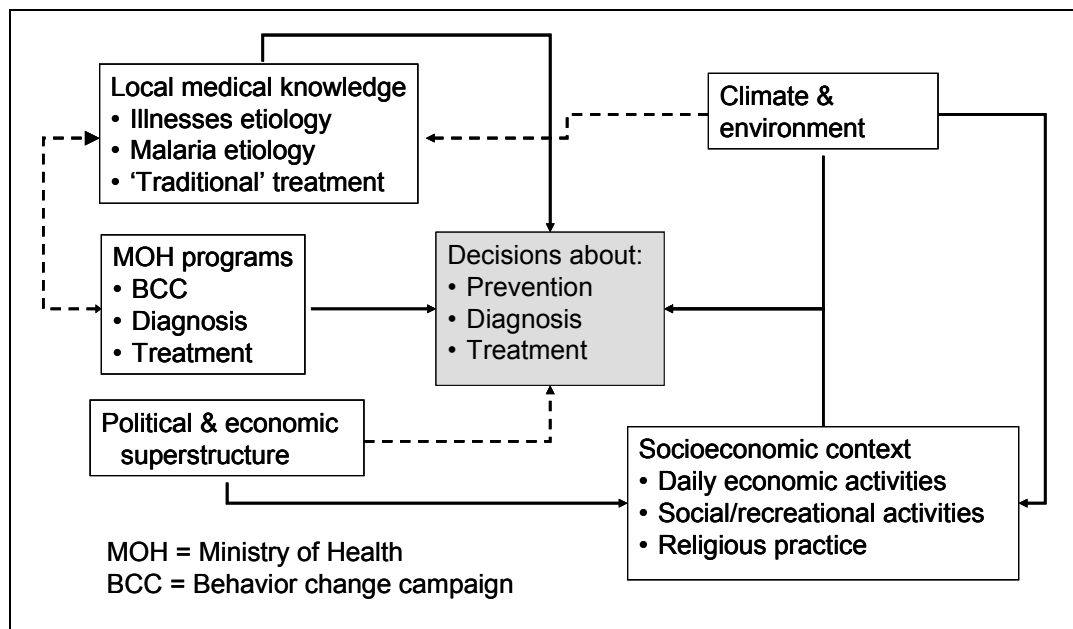 Local medical knowledge
• Illnesses etiology
• Malaria etiology
• ‘Traditional’ treatment
Climate &
environment
MOH programs
• BCC
• Diagnosis
• Treatment
Decisions about:
• Prevention
• Diagnosis
• Treatment
Political & economic
superstructure
Socioeconomic context
• Daily economic activities
• Social/recreational activities
• Religious practice
MOH = Ministry of Health
BCC = Behavior change campaign